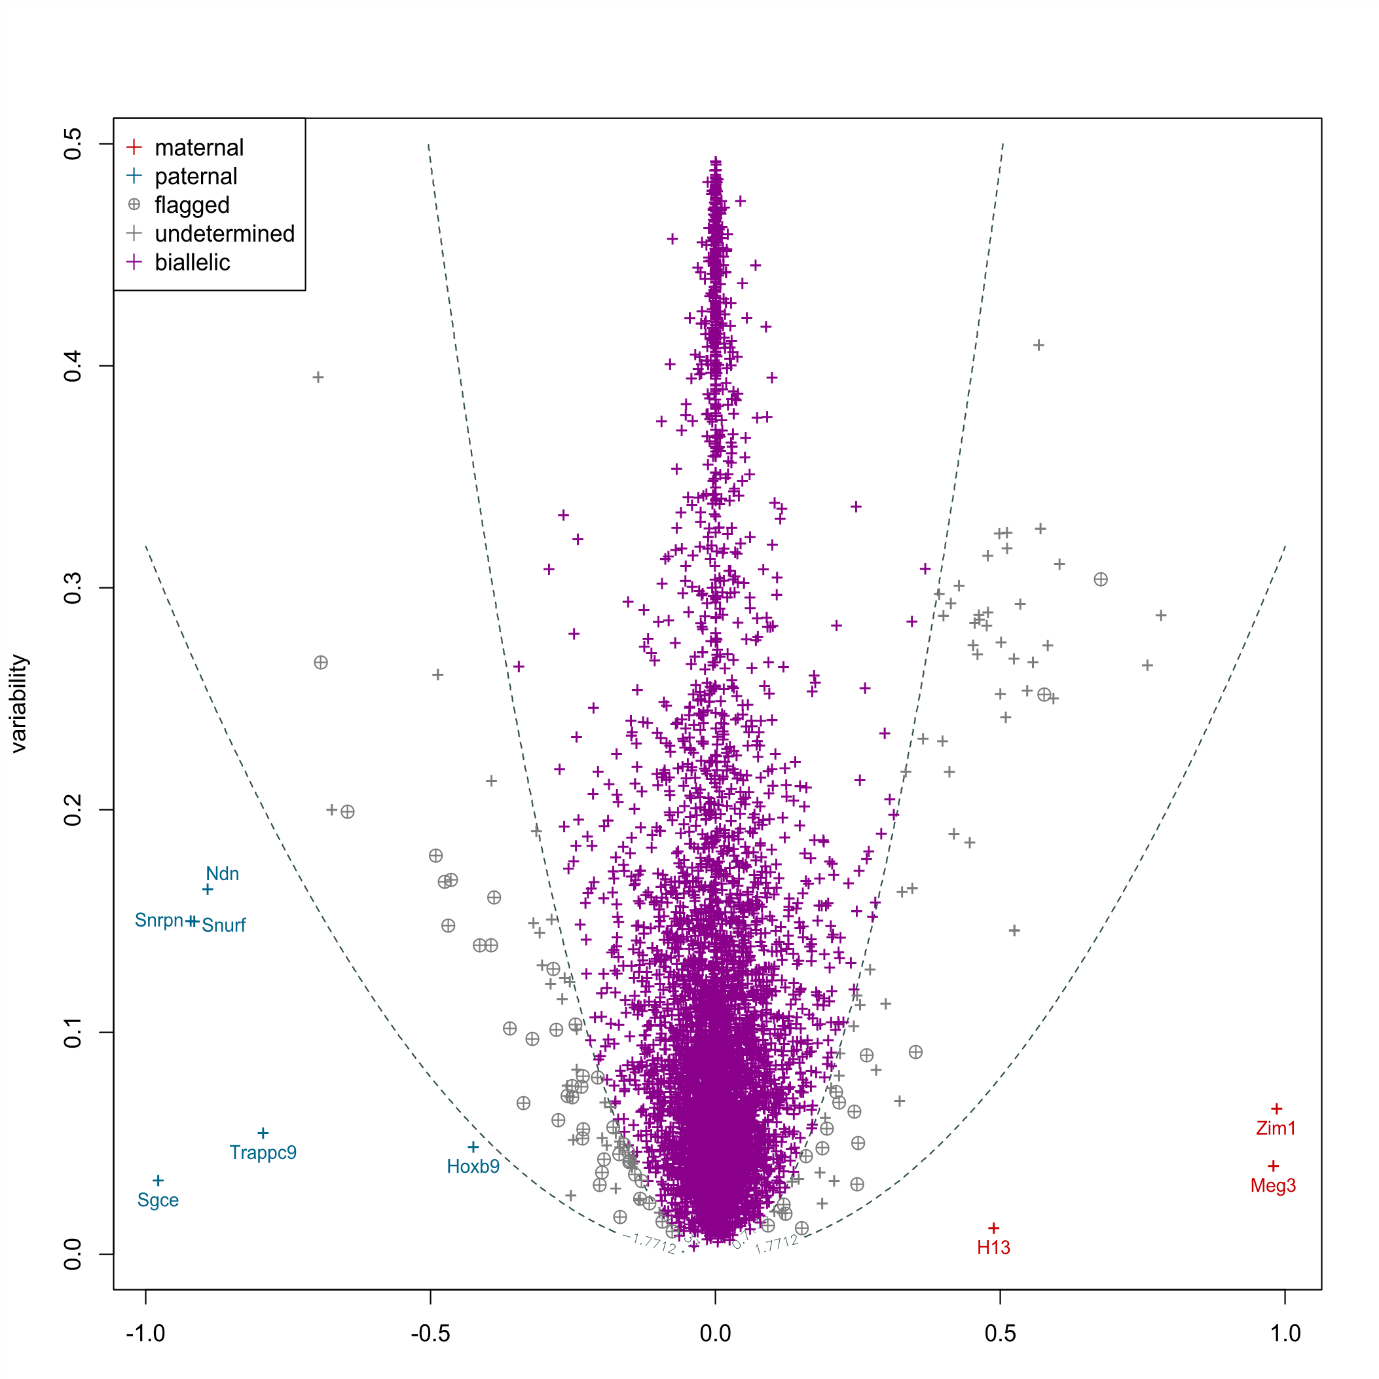 maternal
paternal
flagged
undetermined
biallelic
0.5
0.4
0.3
0.2
0.1
0.0
variability
Ndn
Snrpn
Snurf
Trappc9
Hoxb9
Sgce
Zim1
Meg3
H13
−1.7712
1.7712
-1.0
-0.5
0.0
0.5
1.0